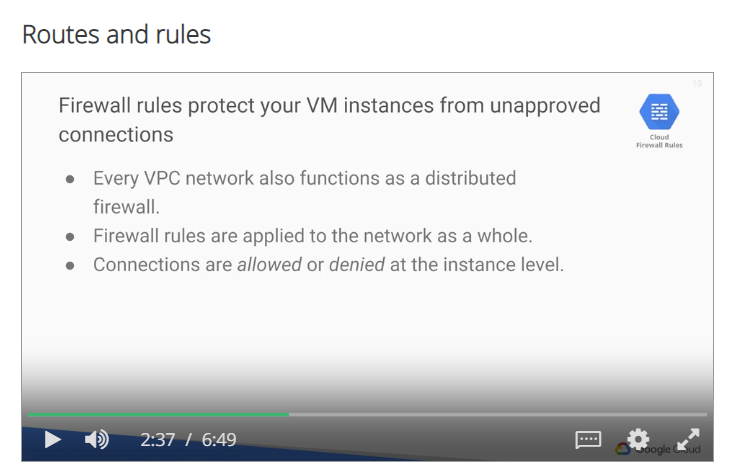 Routes and rules
19
Firewall rules protect your VM instances from unapproved
connections
Cloud
Firewall Rules
● Every VPC network also functions as a distributed
firewall.
● Firewall rules are applied to the network as a whole.
● Connections are allowed or denied at the instance level.
2:37 / 6:49
Google Cloud